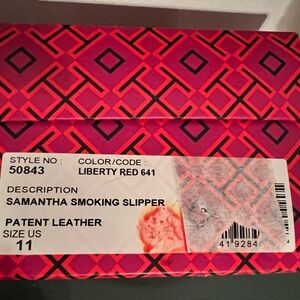 STYLE NO :
50843
COLOR/CODE :
LIBERTY RED 641
DESCRIPTION
SAMANTHA SMOKING SLIPPER
PATENT LEATHER
SIZE US
11
419284